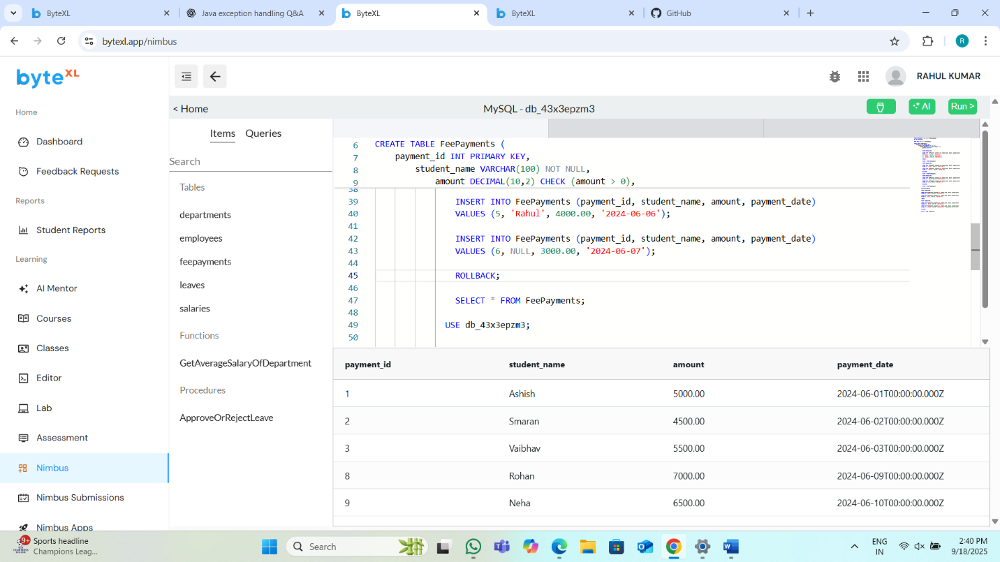 ByteXL
Java exception handling Q&A
ByteXL
ByteXL
GitHub
bytexl.app/nimbus
R
byteXL
RAHUL KUMAR
Home
Dashboard
Feedback Requests
Reports
Student Reports
Learning
AI Mentor
Courses
Classes
Editor
Lab
Assessment
Nimbus
Nimbus Submissions
Nimbus Apps
< Home
MySQL - db_43x3epzm3
AI
Run >
Items Queries
Search
Tables
departments
employees
feepayments
leaves
salaries
Functions
GetAverageSalaryOfDepartment
Procedures
ApproveOrRejectLeave
6 CREATE TABLE FeePayments (
7 payment_id INT PRIMARY KEY,
8 student_name VARCHAR(100) NOT NULL,
9 amount DECIMAL(10,2) CHECK (amount > 0),
38
39 INSERT INTO FeePayments (payment_id, student_name, amount, payment_date)
40 VALUES (5, 'Rahul', 4000.00, '2024-06-06');
41
42 INSERT INTO FeePayments (payment_id, student_name, amount, payment_date)
43 VALUES (6, NULL, 3000.00, '2024-06-07');
44
45 ROLLBACK;
46
47 SELECT * FROM FeePayments;
48
49 USE db_43x3epzm3;
50
payment_id student_name amount payment_date
1 Ashish 5000.00 2024-06-01T00:00:00.000Z
2 Smaran 4500.00 2024-06-02T00:00:00.000Z
3 Vaibhav 5500.00 2024-06-03T00:00:00.000Z
8 Rohan 7000.00 2024-06-09T00:00:00.000Z
9 Neha 6500.00 2024-06-10T00:00:00.000Z
9+
Sports headline
Champions Leag...
Search
ENG
IN
2:40 PM
9/18/2025